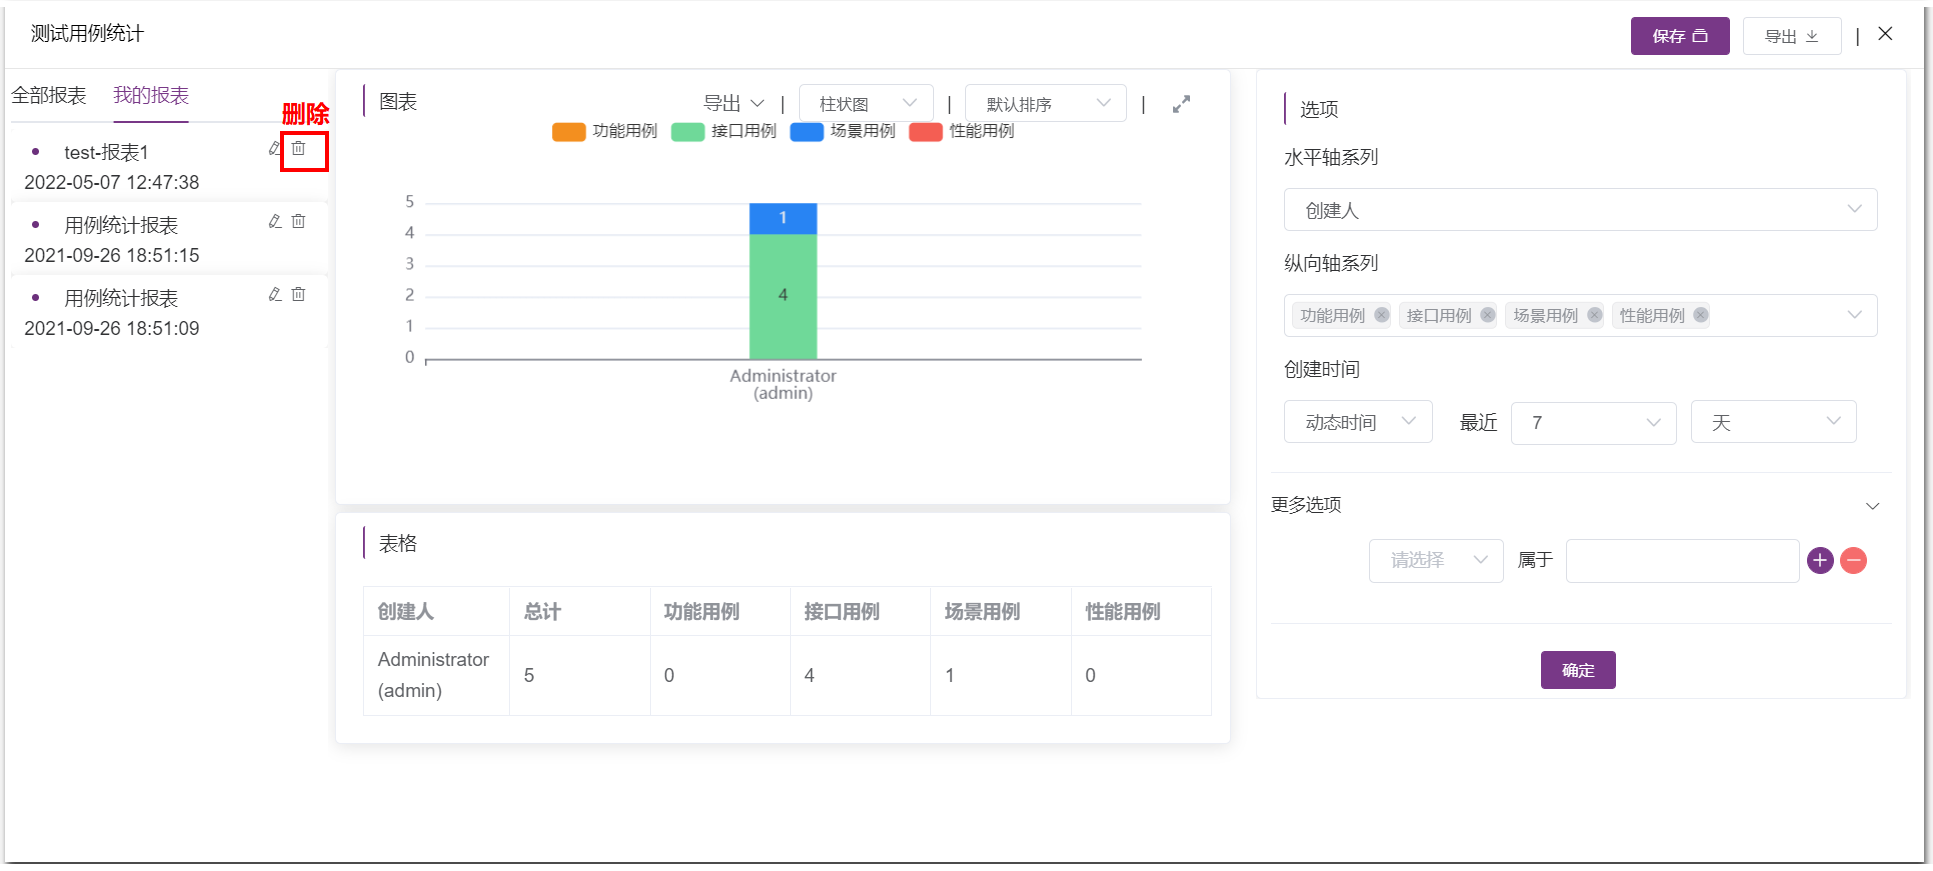 测试用例统计
保存
导出
|
全部报表
我的报表
删除
test-报表1
2022-05-07 12:47:38
用例统计报表
2021-09-26 18:51:15
用例统计报表
2021-09-26 18:51:09
图表
导出
|
柱状图
|
默认排序
|
功能用例
接口用例
场景用例
性能用例
5
4
3
2
1
0
1
4
Administrator
(admin)
表格
创建人 总计 功能用例 接口用例 场景用例 性能用例
Administrator
(admin)
5 0 4 1 0
选项
水平轴系列
创建人
纵向轴系列
功能用例 接口用例 场景用例 性能用例
创建时间
动态时间 最近 7 天
更多选项
请选择 属于
确定